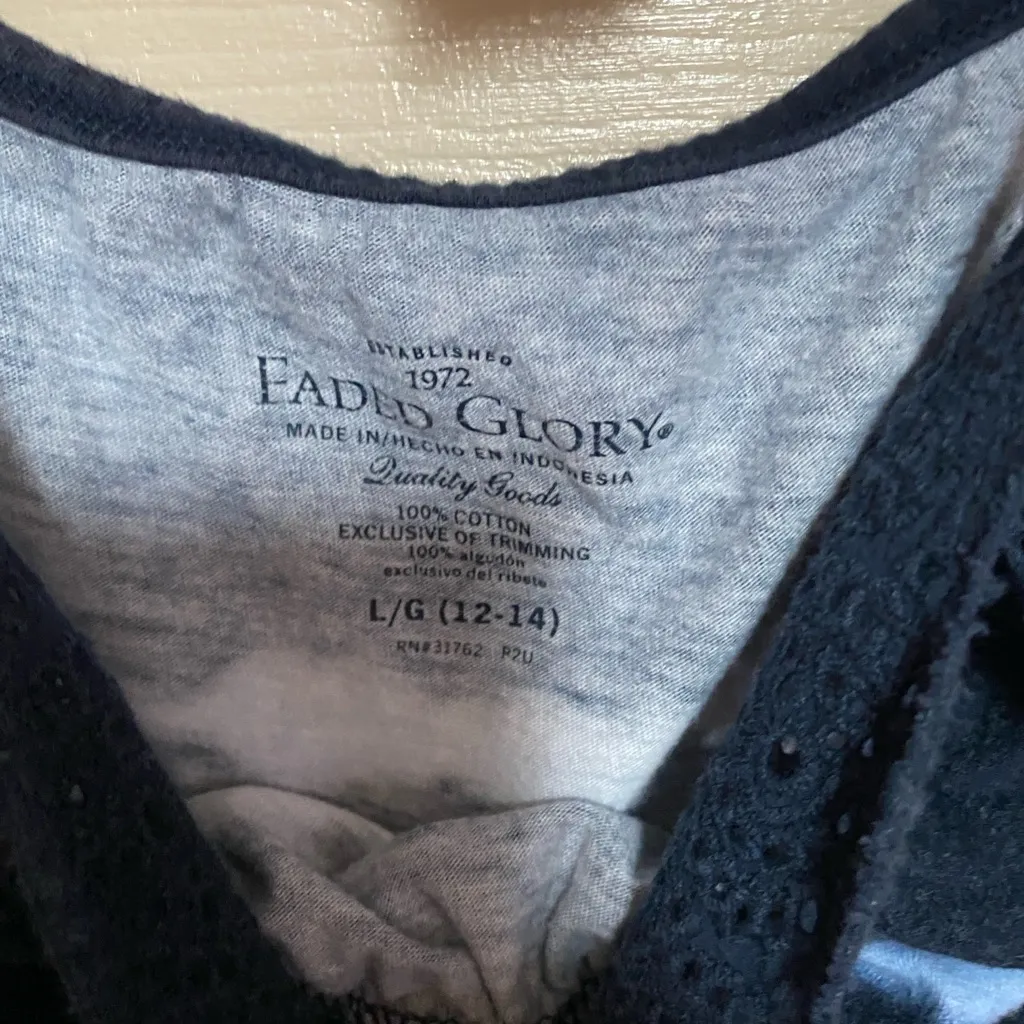 ESTABLISHED
1972
FADED GLORY®
MADE IN/HECHO EN INDONESIA
Quality Goods
100% COTTON
EXCLUSIVE OF TRIMMING
100% algodón
exclusivo del ribete
L/G (12-14)
RN#31762 P2U